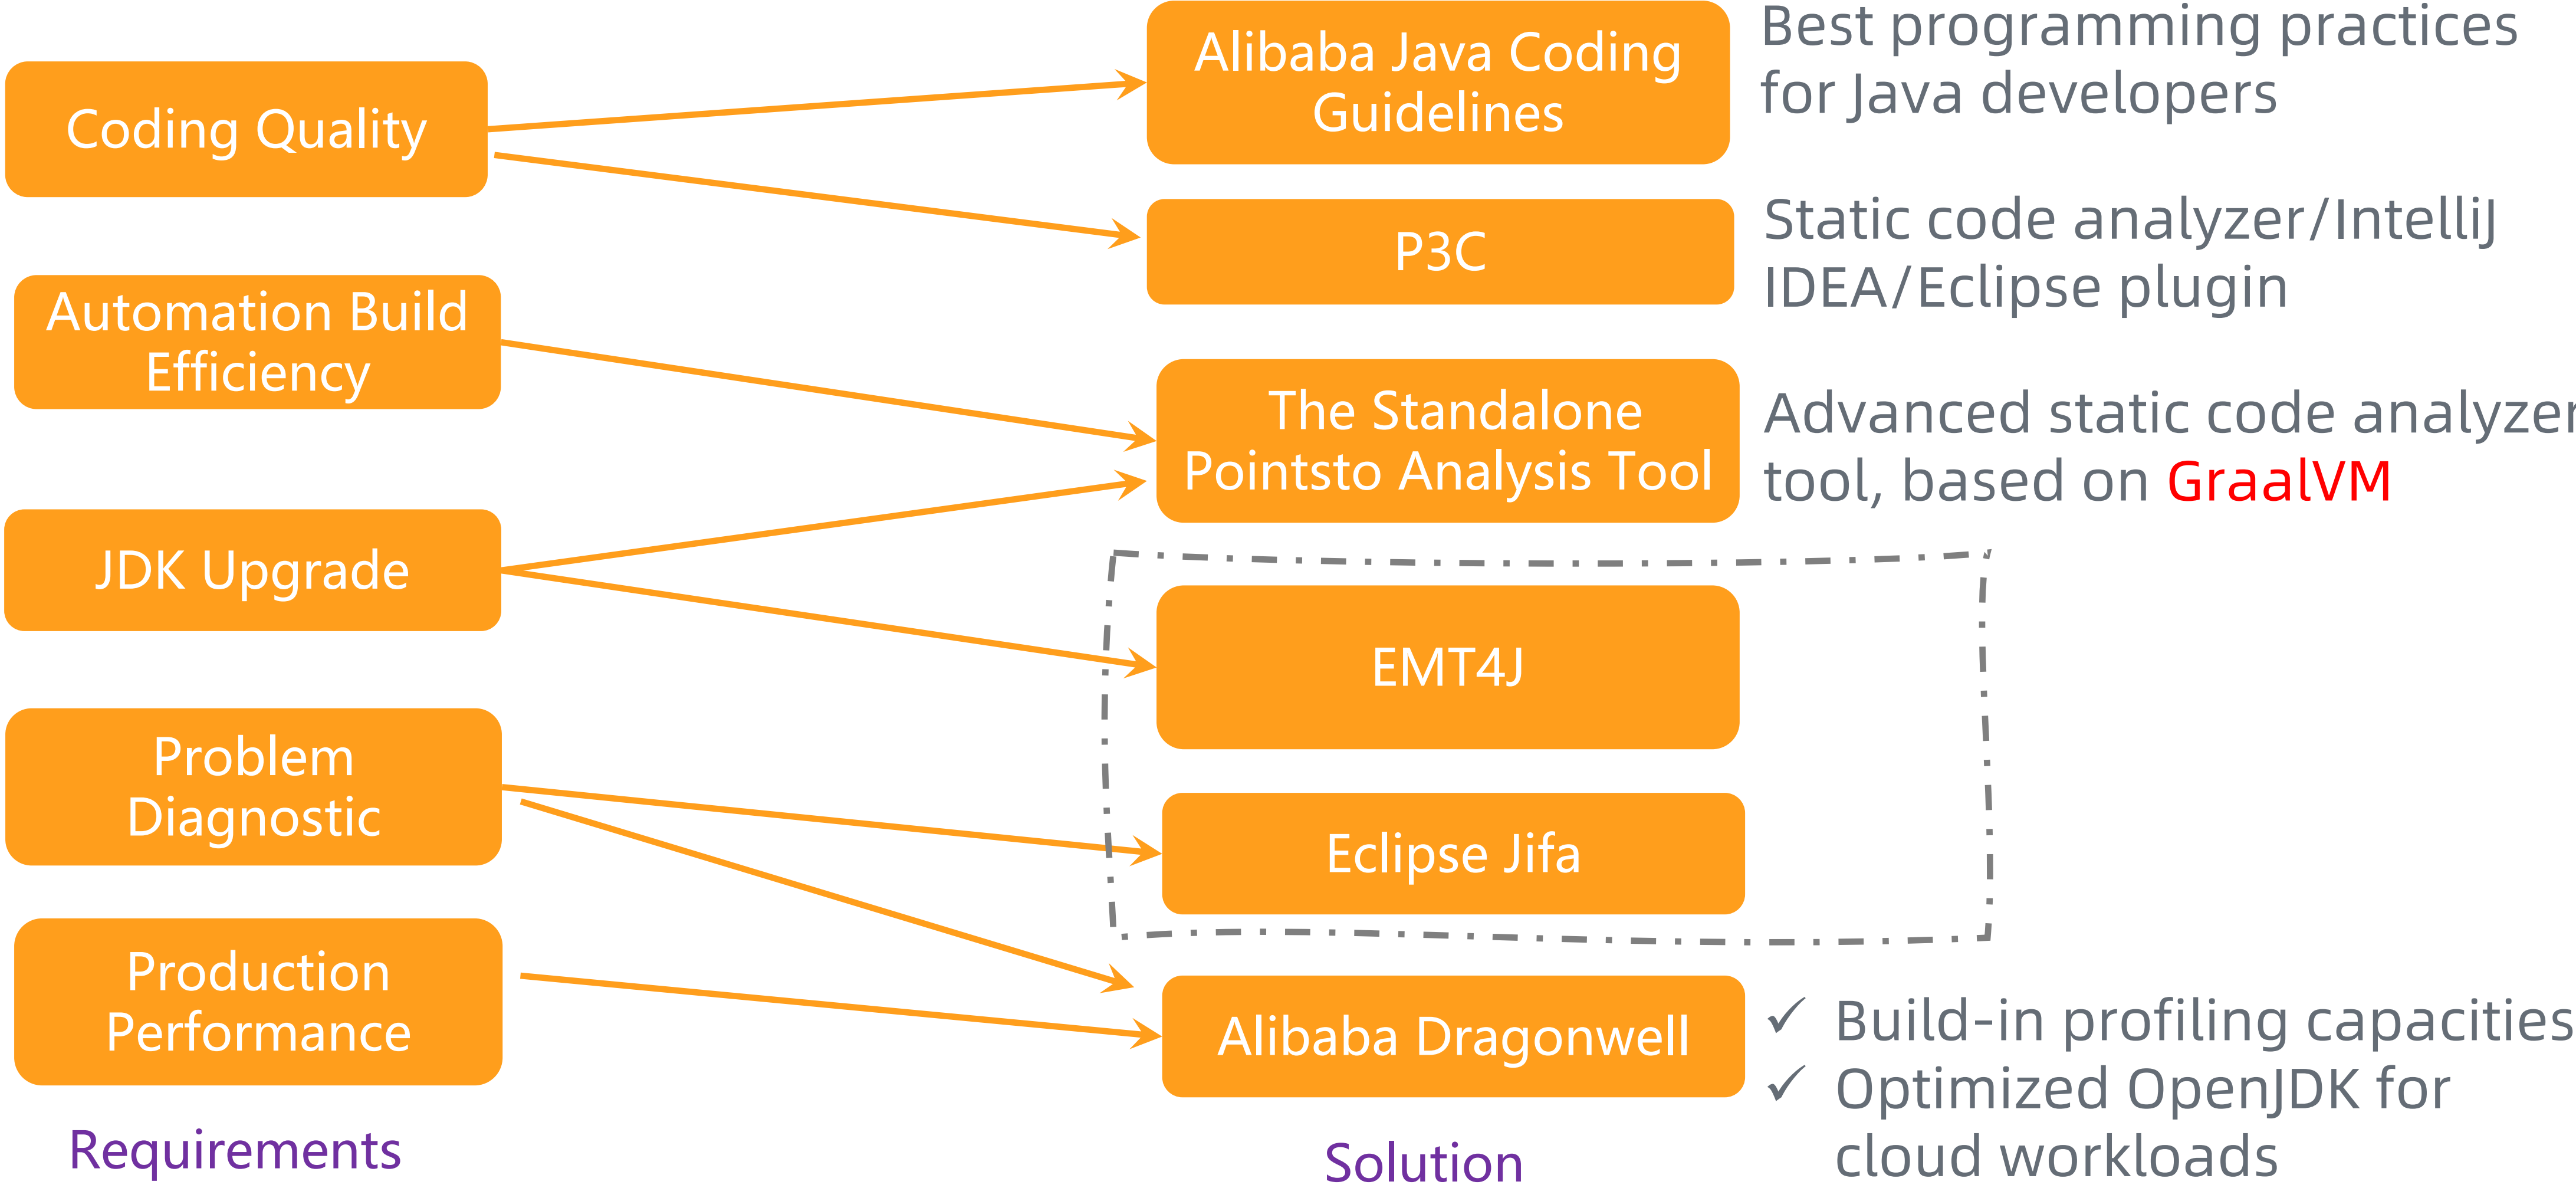 Coding Quality
Automation Build
Efficiency
JDK Upgrade
Problem
Diagnostic
Production
Performance
Requirements
Alibaba Java Coding
Guidelines
P3C
The Standalone
Pointsto Analysis Tool
EMT4J
Eclipse Jifa
Alibaba Dragonwell
Solution
Best programming practices
for Java developers
Static code analyzer/IntelliJ
IDEA/Eclipse plugin
Advanced static code analyzer
tool, based on GraalVM
✓ Build-in profiling capacities
✓ Optimized OpenJDK for
cloud workloads